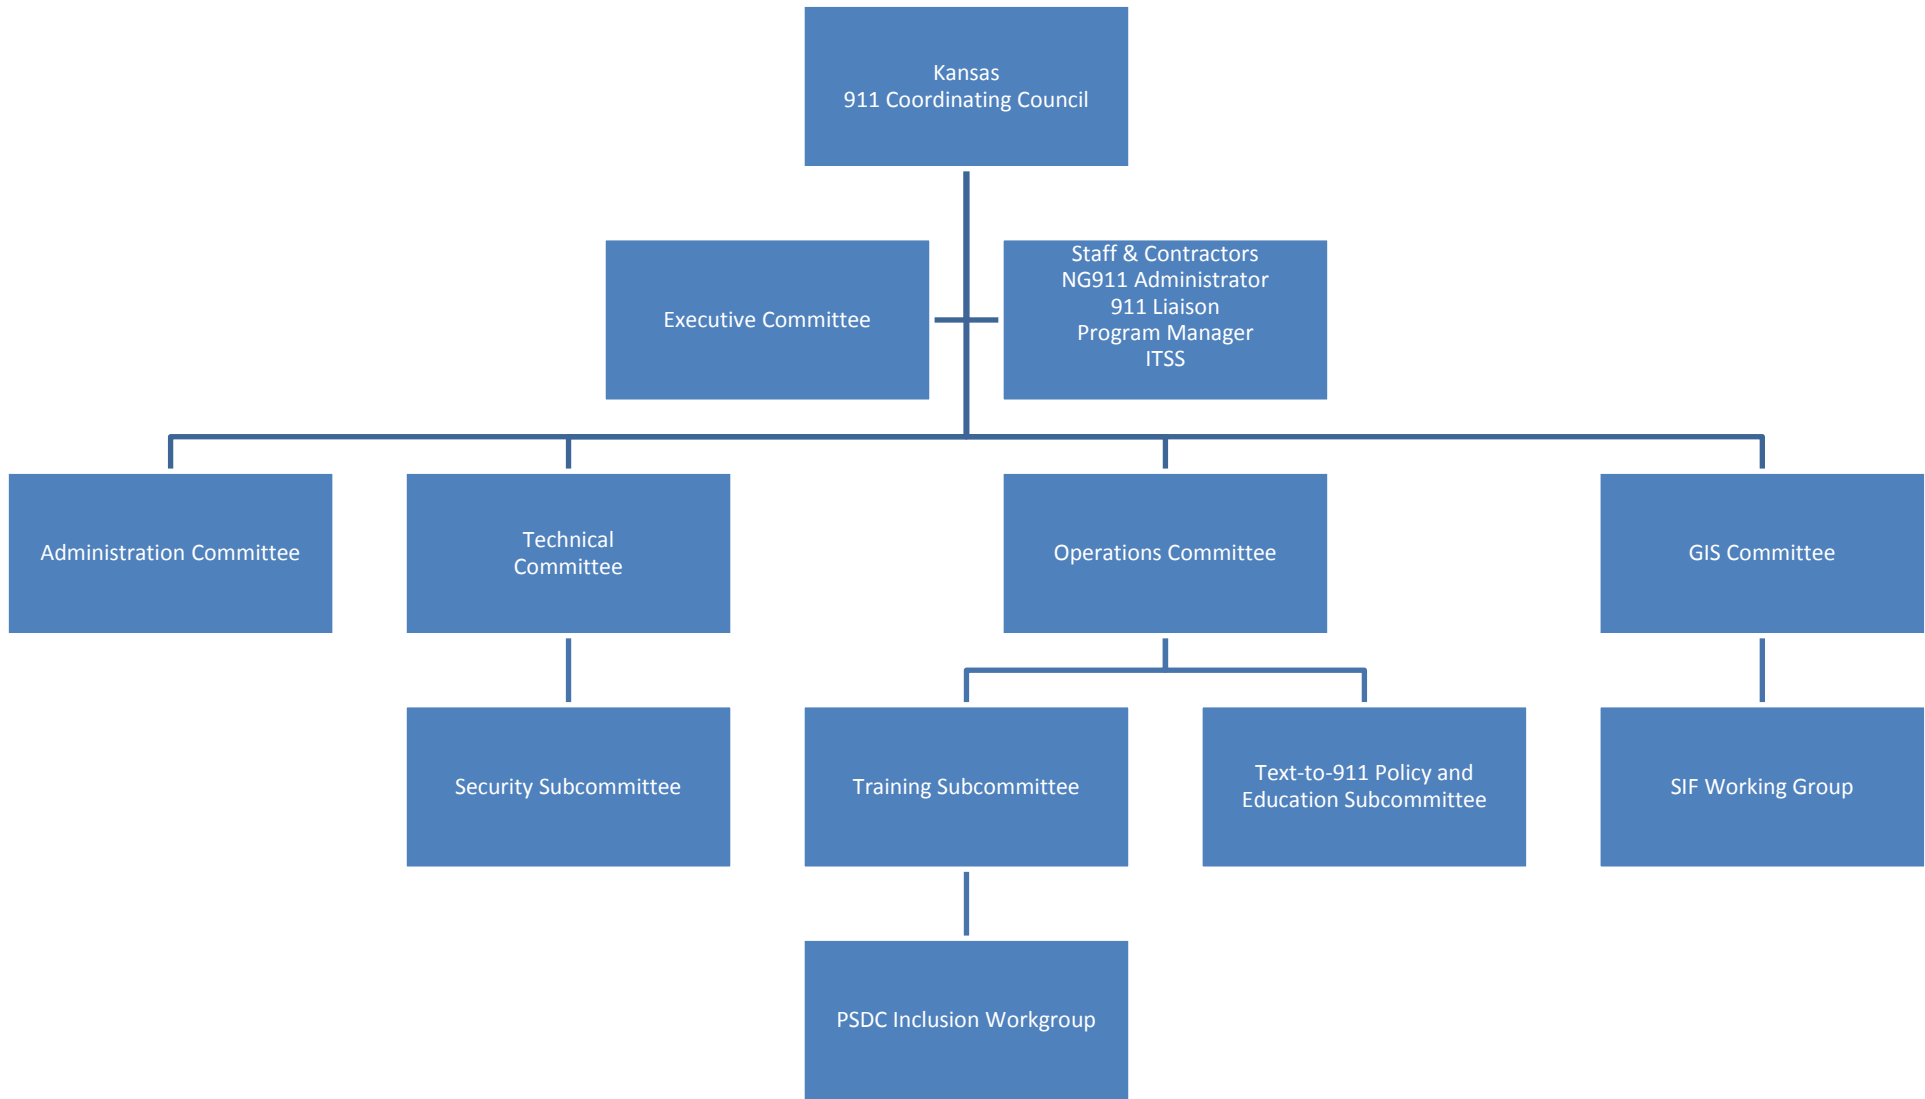 Kansas
911 Coordinating Council
Executive Committee
Staff & Contractors
NG911 Administrator
911 Liaison
Program Manager
ITSS
Administration Committee
Technical
Committee
Operations Committee
GIS Committee
Security Subcommittee
Training Subcommittee
Text-to-911 Policy and
Education Subcommittee
SIF Working Group
PSDC Inclusion Workgroup